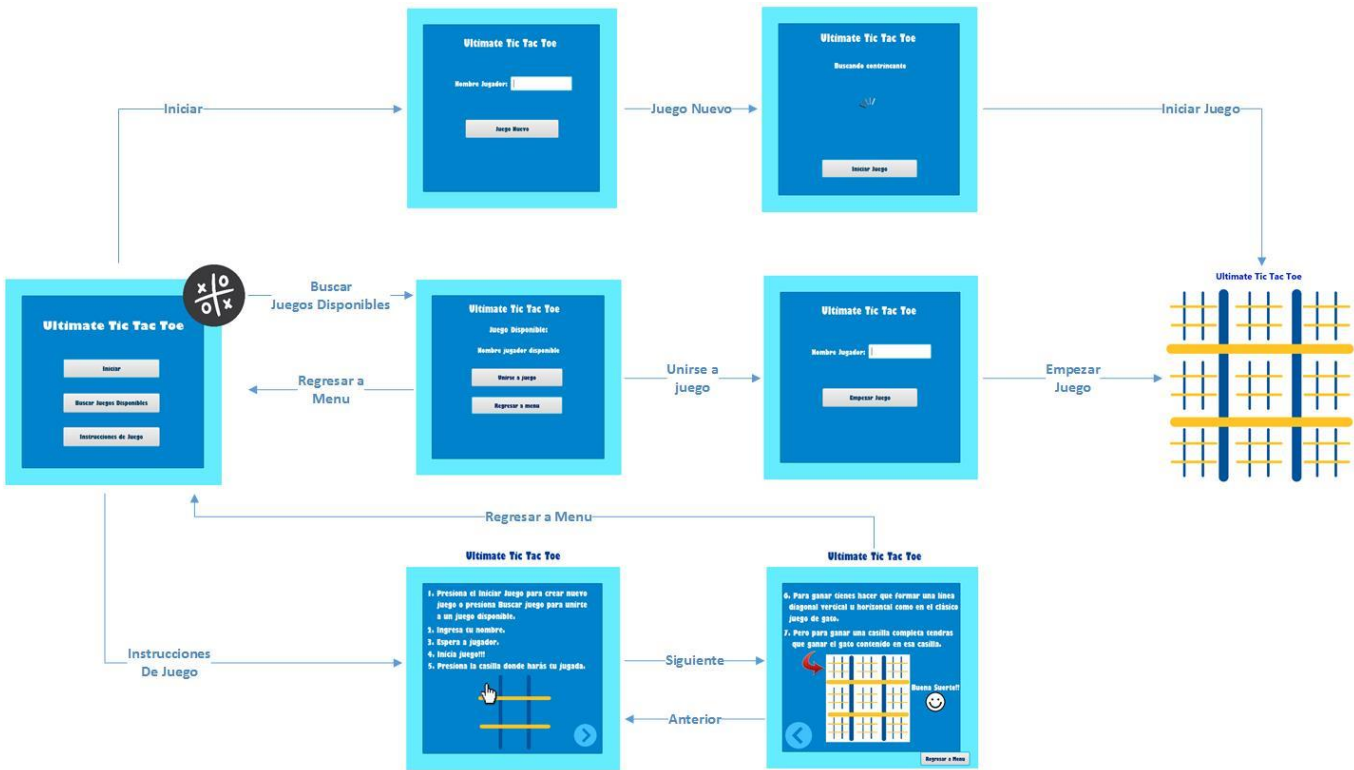 Ultimate Tic Tac Toe
Nombre Jugador:
Juego Nuevo
Iniciar
Juego Nuevo
Ultimate Tic Tac Toe
Buscando contrincante
Iniciar Juego
Iniciar Juego
Ultimate Tic Tac Toe
Iniciar
Buscar Juegos Disponibles
Instrucciones de Juego
Buscar
Juegos Disponibles
Regresar a
Menu
Ultimate Tic Tac Toe
Juego Disponible:
Nombre jugador disponible
Unirse a juego
Regresar a menu
Unirse a
juego
Ultimate Tic Tac Toe
Nombre Jugador:
Empezar Juego
Empezar
Juego
Ultimate Tic Tac Toe
Regresar a Menu
Instrucciones
De Juego
Ultimate Tic Tac Toe
1. Presiona el Iniciar Juego para crear nuevo
juego o presiona Buscar juego para unirte
a un juego disponible.
2. Ingresa tu nombre.
3. Espera a jugador.
4. Inicia juego!!!
5. Presiona la casilla donde harás tu jugada.
Siguiente
Anterior
Ultimate Tic Tac Toe
6. Para ganar tienes hacer que formar una línea
diagonal vertical u horizontal como en el clásico
juego de gato.
7. Pero para ganar una casilla completa tendras
que ganar el gato contenido en esa casilla.
Buena Suerte!!
Regresar a Menu